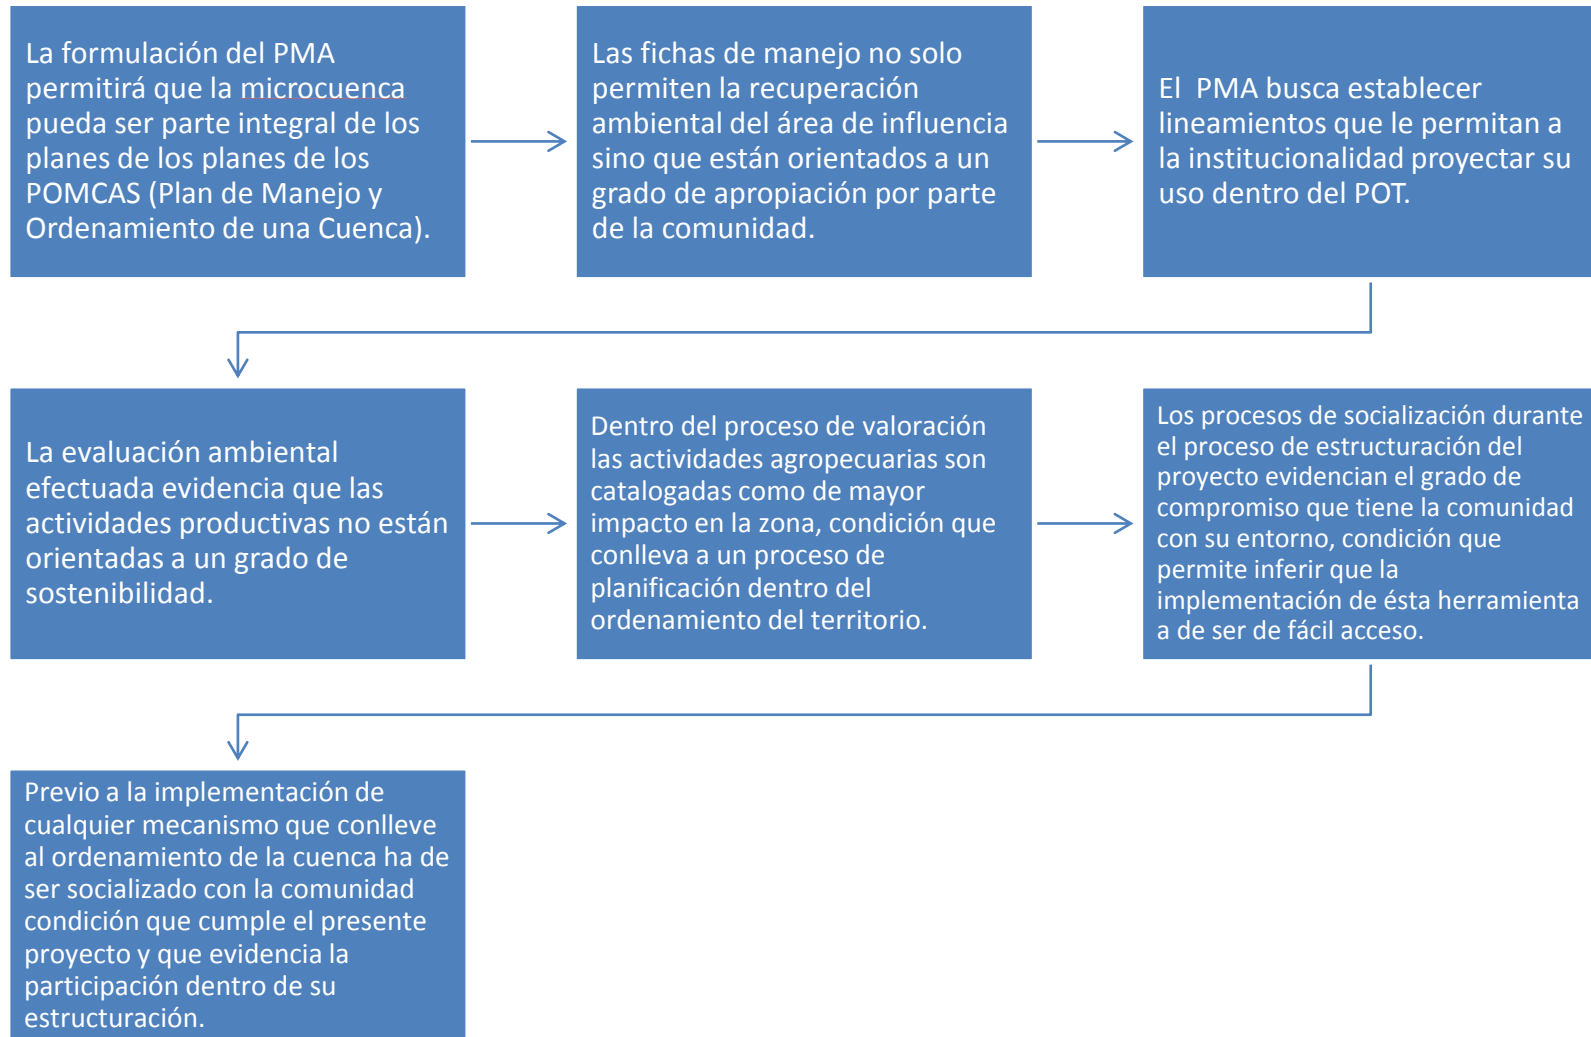 La formulación del PMA
permitirá que la microcuenca
pueda ser parte integral de los
planes de los planes de los
POMCAS (Plan de Manejo y
Ordenamiento de una Cuenca).
Las fichas de manejo no solo
permiten la recuperación
ambiental del área de influencia
sino que están orientados a un
grado de apropiación por parte
de la comunidad.
El PMA busca establecer
lineamientos que le permitan a
la institucionalidad proyectar su
uso dentro del POT.
La evaluación ambiental
efectuada evidencia que las
actividades productivas no están
orientadas a un grado de
sostenibilidad.
Dentro del proceso de valoración
las actividades agropecuarias son
catalogadas como de mayor
impacto en la zona, condición que
conlleva a un proceso de
planificación dentro del
ordenamiento del territorio.
Los procesos de socialización durante
el proceso de estructuración del
proyecto evidencian el grado de
compromiso que tiene la comunidad
con su entorno, condición que
permite inferir que la
implementación de ésta herramienta
a de ser de fácil acceso.
Previo a la implementación de
cualquier mecanismo que conlleve
al ordenamiento de la cuenca ha de
ser socializado con la comunidad
condición que cumple el presente
proyecto y que evidencia la
participación dentro de su
estructuración.